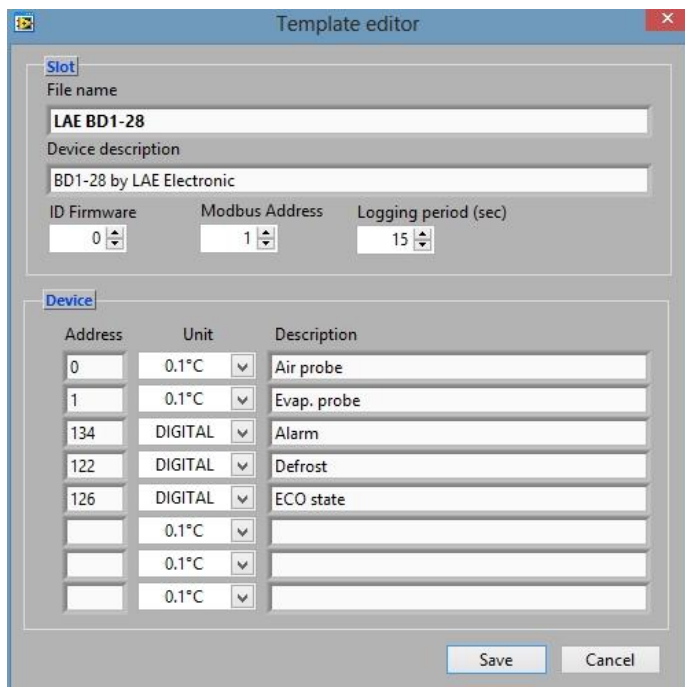 Template editor
Slot
File name
LAE BD1-28
Device description
BD1-28 by LAE Electronic
ID Firmware Modbus Address Logging period (sec)
0 1 15
Device
Address Unit Description
0 0.1°C Air probe
1 0.1°C Evap. probe
134 DIGITAL Alarm
122 DIGITAL Defrost
126 DIGITAL ECO state
0.1°C
0.1°C
0.1°C
Save Cancel